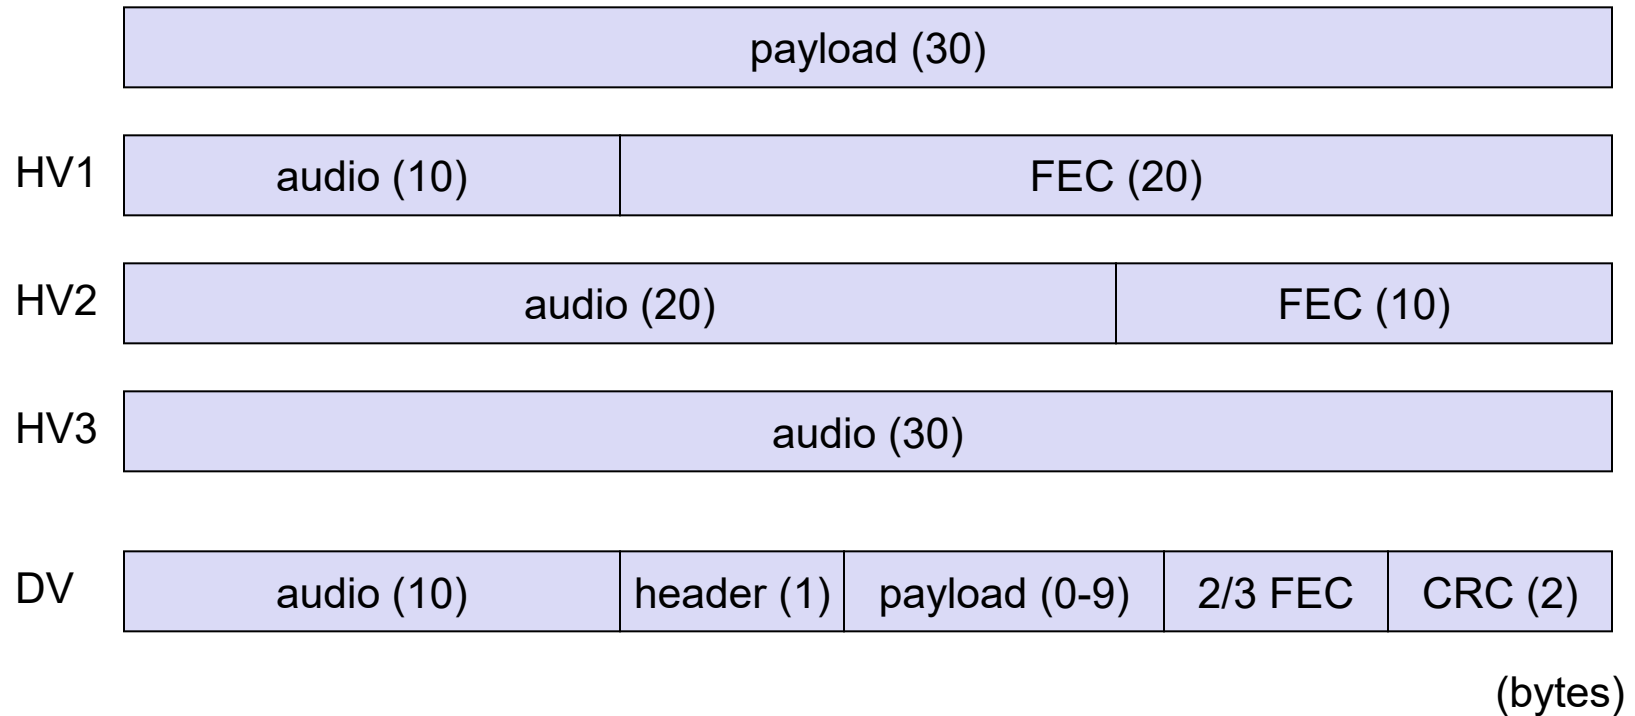 payload (30)
HV1 audio (10) FEC (20)
HV2 audio (20) FEC (10)
HV3 audio (30)
DV audio (10) header (1) payload (0-9) 2/3 FEC CRC (2)
(bytes)